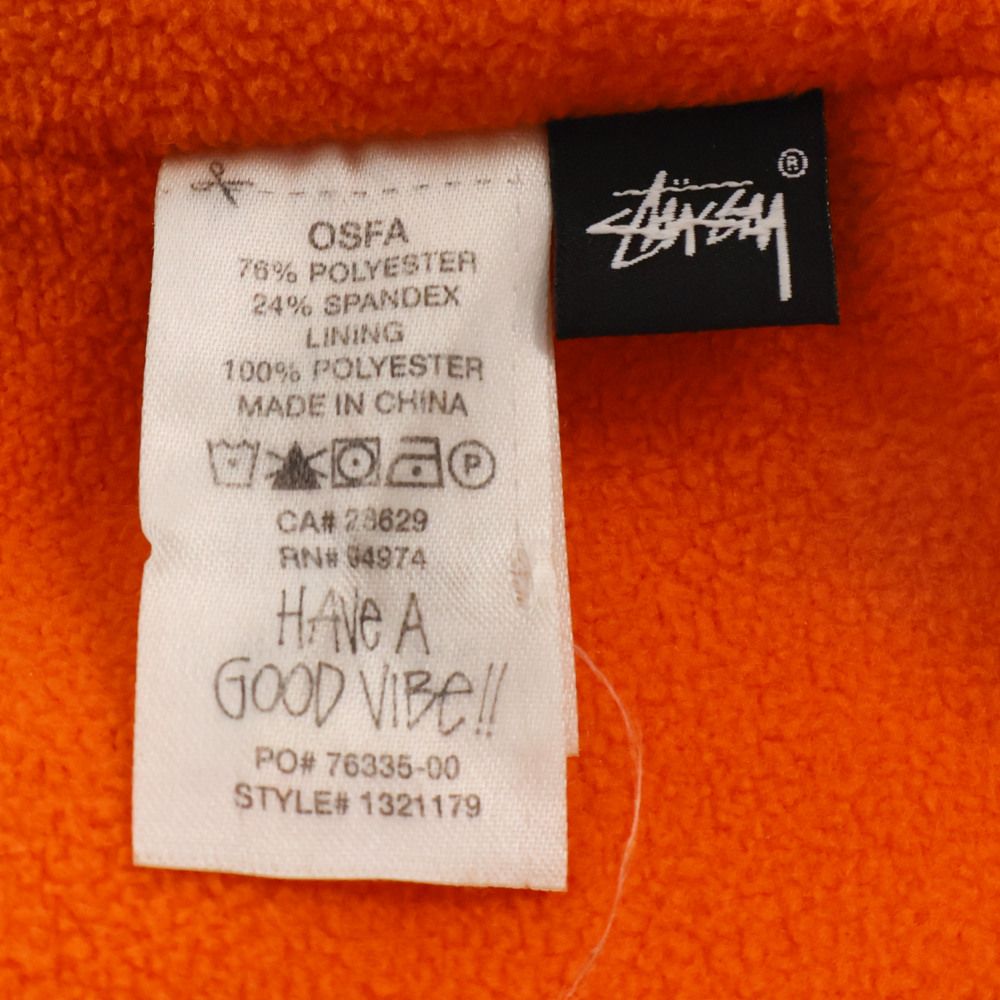 OSFA
76% POLYESTER
24% SPANDEX
LINING
100% POLYESTER
MADE IN CHINA
P
CA# 28629
RN# 94974
HAVE A
GOOD VIBE!!
PO# 76335-00
STYLE# 1321179
STÜSSY ®